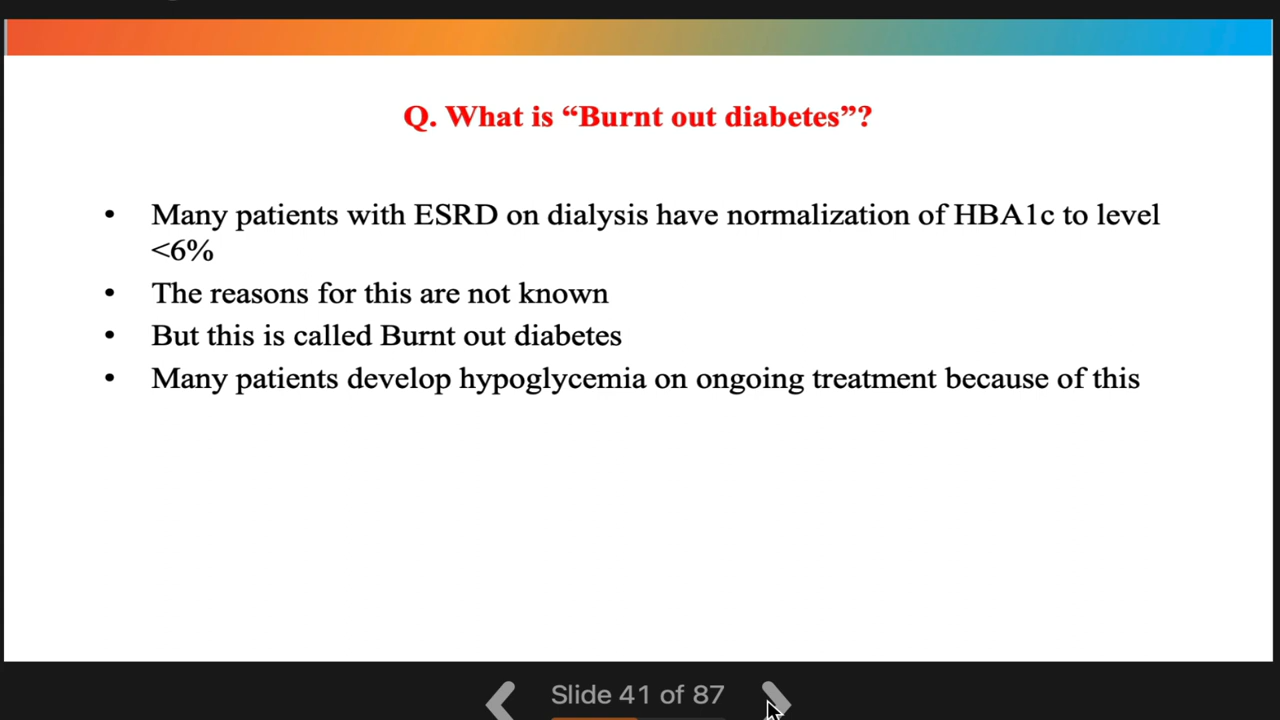 Q. What is “Burnt out diabetes”?
• Many patients with ESRD on dialysis have normalization of HBA1c to level
<6%
• The reasons for this are not known
• But this is called Burnt out diabetes
• Many patients develop hypoglycemia on ongoing treatment because of this
Slide 41 of 87